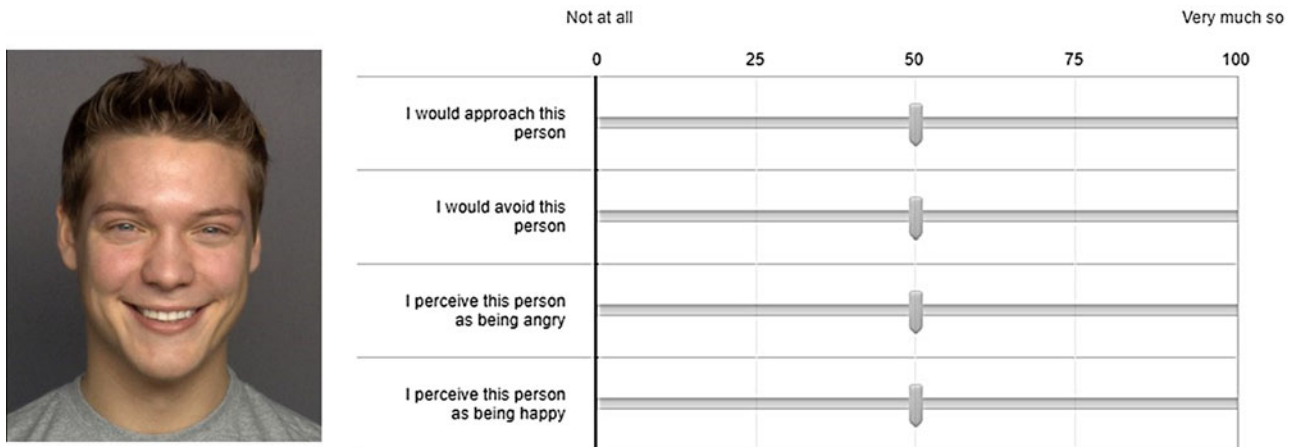 Not at all Very much so
0 25 50 75 100
I would approach this
person
I would avoid this
person
I perceive this person
as being angry
I perceive this person
as being happy